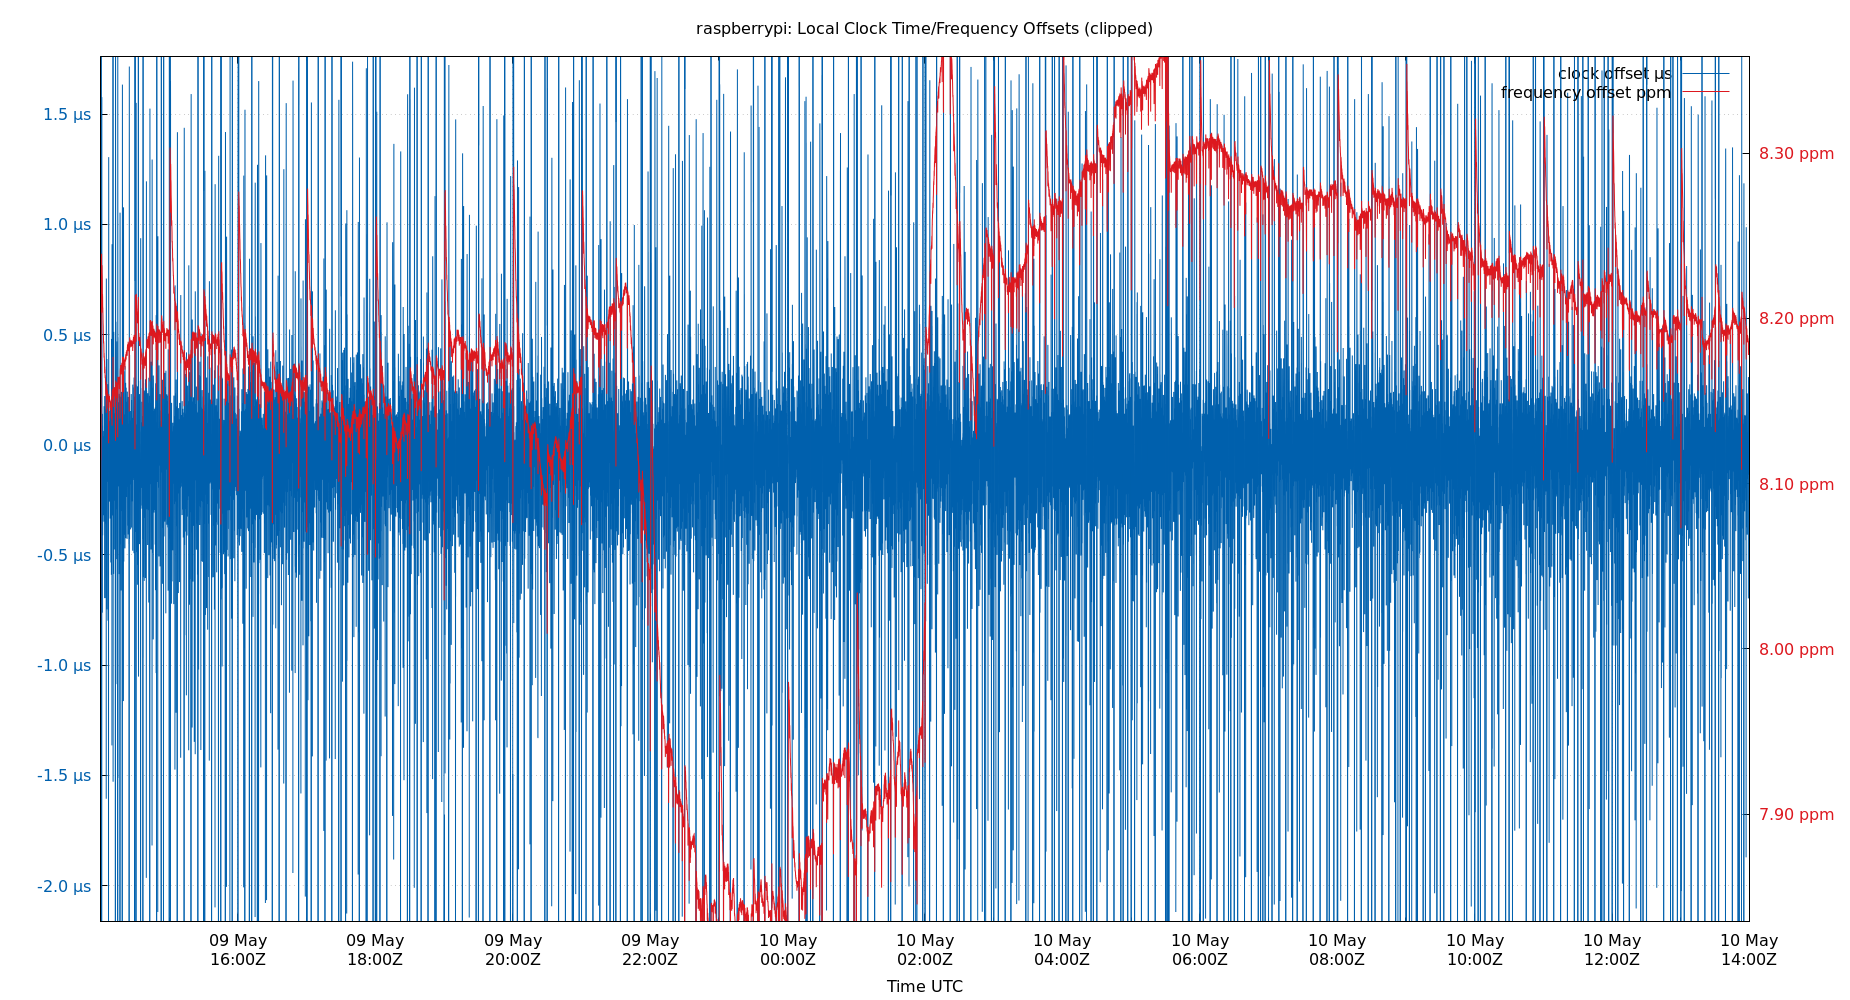 raspberrypi: Local Clock Time/Frequency Offsets (clipped)
clock offset µs
frequency offset ppm
1.5 µs
1.0 µs
0.5 µs
0.0 µs
-0.5 µs
-1.0 µs
-1.5 µs
-2.0 µs
8.30 ppm
8.20 ppm
8.10 ppm
8.00 ppm
7.90 ppm
09 May
16:00Z
09 May
18:00Z
09 May
20:00Z
09 May
22:00Z
10 May
00:00Z
10 May
02:00Z
10 May
04:00Z
10 May
06:00Z
10 May
08:00Z
10 May
10:00Z
10 May
12:00Z
10 May
14:00Z
Time UTC